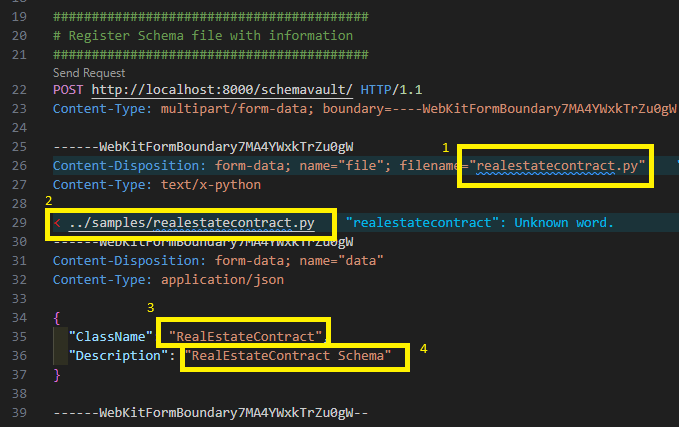 19 ##########################################
20 # Register Schema file with information
21 ##########################################
Send Request
22 POST http://localhost:8000/schemavault/ HTTP/1.1
23 Content-Type: multipart/form-data; boundary=----WebKitFormBoundary7MA4YWxkTrZu0gW
24
25 ------WebKitFormBoundary7MA4YWxkTrZu0gW
1
26 Content-Disposition: form-data; name="file"; filename="realestatecontract.py"
27 Content-Type: text/x-python
28
2
29 < ../samples/realestatecontract.py "realestatecontract": Unknown word.
30 ------WebKitFormBoundary7MA4YWxkTrZu0gW
31 Content-Disposition: form-data; name="data"
32 Content-Type: application/json
33
3
34 {
35 "ClassName": "RealEstateContract",
36 "Description": "RealEstateContract Schema" 4
37 }
38
39 ------WebKitFormBoundary7MA4YWxkTrZu0gW--